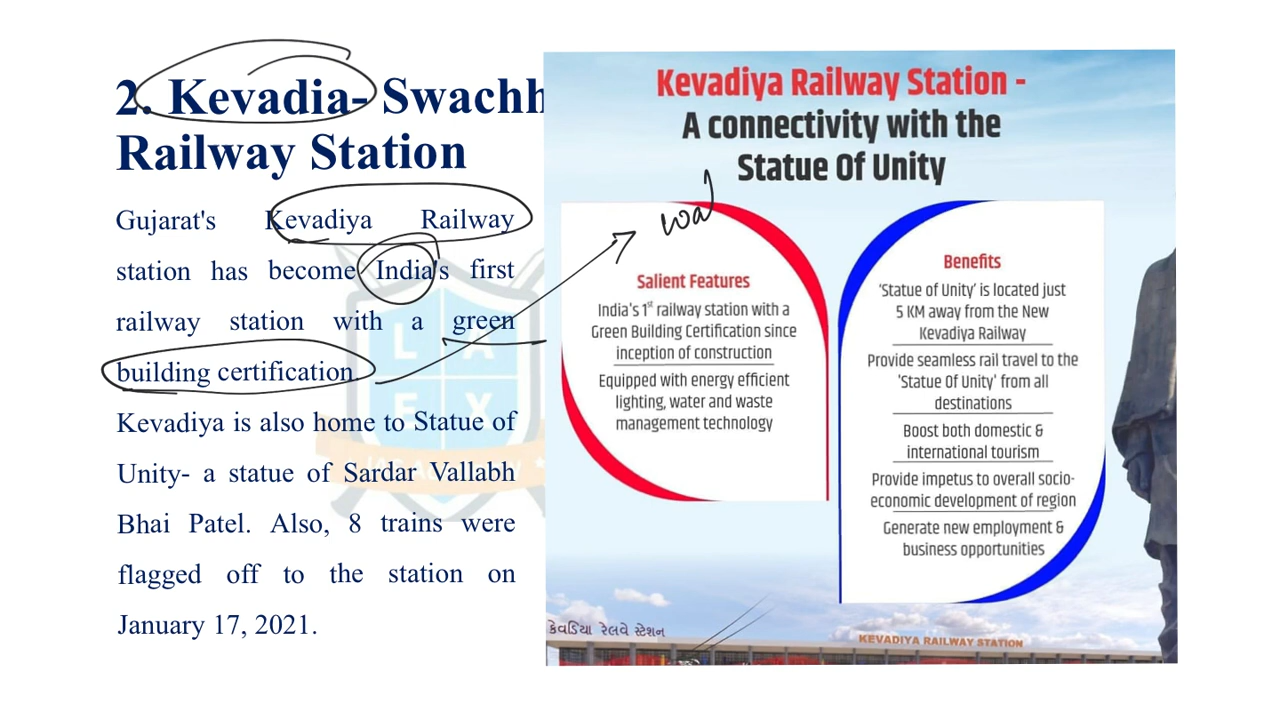 2. Kevadia- Swachh
Railway Station
Gujarat's Kevadiya Railway
station has become India's first
railway station with a green
building certification.
Kevadiya is also home to Statue of
Unity- a statue of Sardar Vallabh
Bhai Patel. Also, 8 trains were
flagged off to the station on
January 17, 2021.
L A
E X
Kevadiya Railway Station -
A connectivity with the
Statue Of Unity
wa
Salient Features
India's 1st railway station with a
Green Building Certification since
inception of construction
Equipped with energy efficient
lighting, water and waste
management technology
Benefits
‘Statue of Unity’ is located just
5 KM away from the New
Kevadiya Railway
Provide seamless rail travel to the
'Statue Of Unity' from all
destinations
Boost both domestic &
international tourism
Provide impetus to overall socio-
economic development of region
Generate new employment &
business opportunities
કેવડિયા રેલવે સ્ટેશન
KEVADIYA RAILWAY STATION